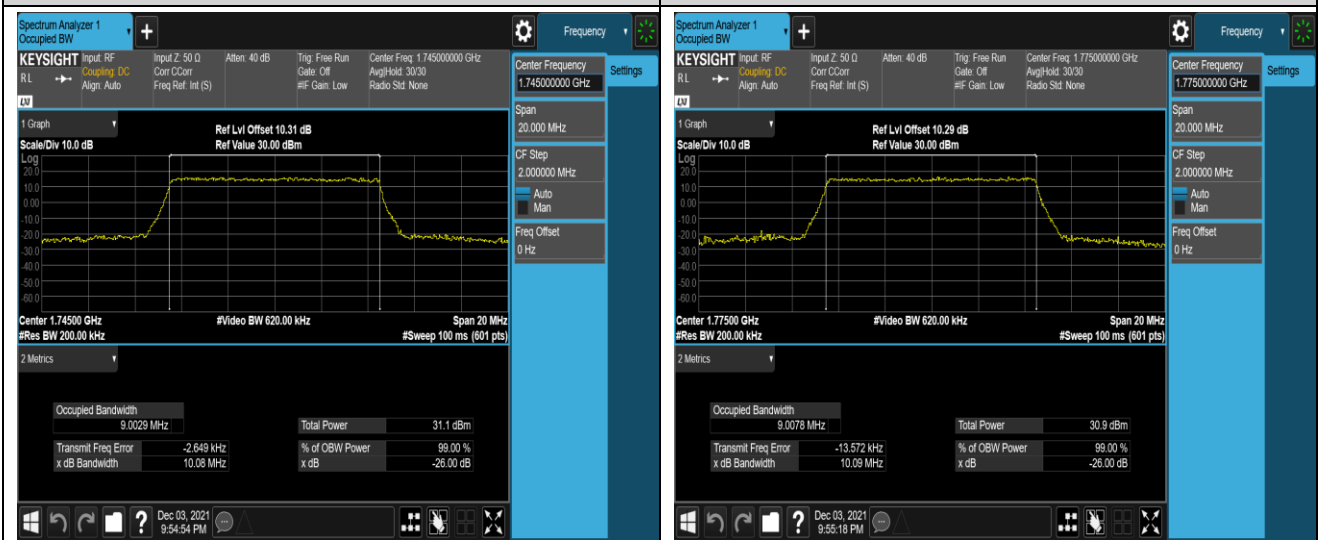 Spectrum Analyzer 1
Occupied BW
+
Frequency
KEYSIGHT
R L
LXI
Input: RF
Coupling: DC
Align: Auto
Input Z: 50 Ω
Corr CCorr
Freq Ref: Int (S)
Atten: 40 dB
Trig: Free Run
Gate: Off
#IF Gain: Low
Center Freq: 1.745000000 GHz
Avg|Hold: 30/30
Radio Std: None
Center Frequency
1.745000000 GHz
Settings
Span
20.000 MHz
CF Step
2.000000 MHz
Auto
Man
Freq Offset
0 Hz
1 Graph
Ref Lvl Offset 10.31 dB
Scale/Div 10.0 dB
Ref Value 30.00 dBm
Log
20.0
10.0
0.00
-10.0
-20.0
-30.0
-40.0
-50.0
-60.0
Center 1.74500 GHz
#Video BW 620.00 kHz
Span 20 MHz
#Res BW 200.00 kHz
#Sweep 100 ms (601 pts)
2 Metrics
Occupied Bandwidth
9.0029 MHz
Total Power 31.1 dBm
Transmit Freq Error -2.649 kHz
% of OBW Power 99.00 %
x dB Bandwidth 10.08 MHz
x dB -26.00 dB
?
Dec 03, 2021
9:54:54 PM
Spectrum Analyzer 1
Occupied BW
+
Frequency
KEYSIGHT
R L
LXI
Input: RF
Coupling: DC
Align: Auto
Input Z: 50 Ω
Corr CCorr
Freq Ref: Int (S)
Atten: 40 dB
Trig: Free Run
Gate: Off
#IF Gain: Low
Center Freq: 1.775000000 GHz
Avg|Hold: 30/30
Radio Std: None
Center Frequency
1.775000000 GHz
Settings
Span
20.000 MHz
CF Step
2.000000 MHz
Auto
Man
Freq Offset
0 Hz
1 Graph
Ref Lvl Offset 10.29 dB
Scale/Div 10.0 dB
Ref Value 30.00 dBm
Log
20.0
10.0
0.00
-10.0
-20.0
-30.0
-40.0
-50.0
-60.0
Center 1.77500 GHz
#Video BW 620.00 kHz
Span 20 MHz
#Res BW 200.00 kHz
#Sweep 100 ms (601 pts)
2 Metrics
Occupied Bandwidth
9.0078 MHz
Total Power 30.9 dBm
Transmit Freq Error -13.572 kHz
% of OBW Power 99.00 %
x dB Bandwidth 10.09 MHz
x dB -26.00 dB
?
Dec 03, 2021
9:55:18 PM